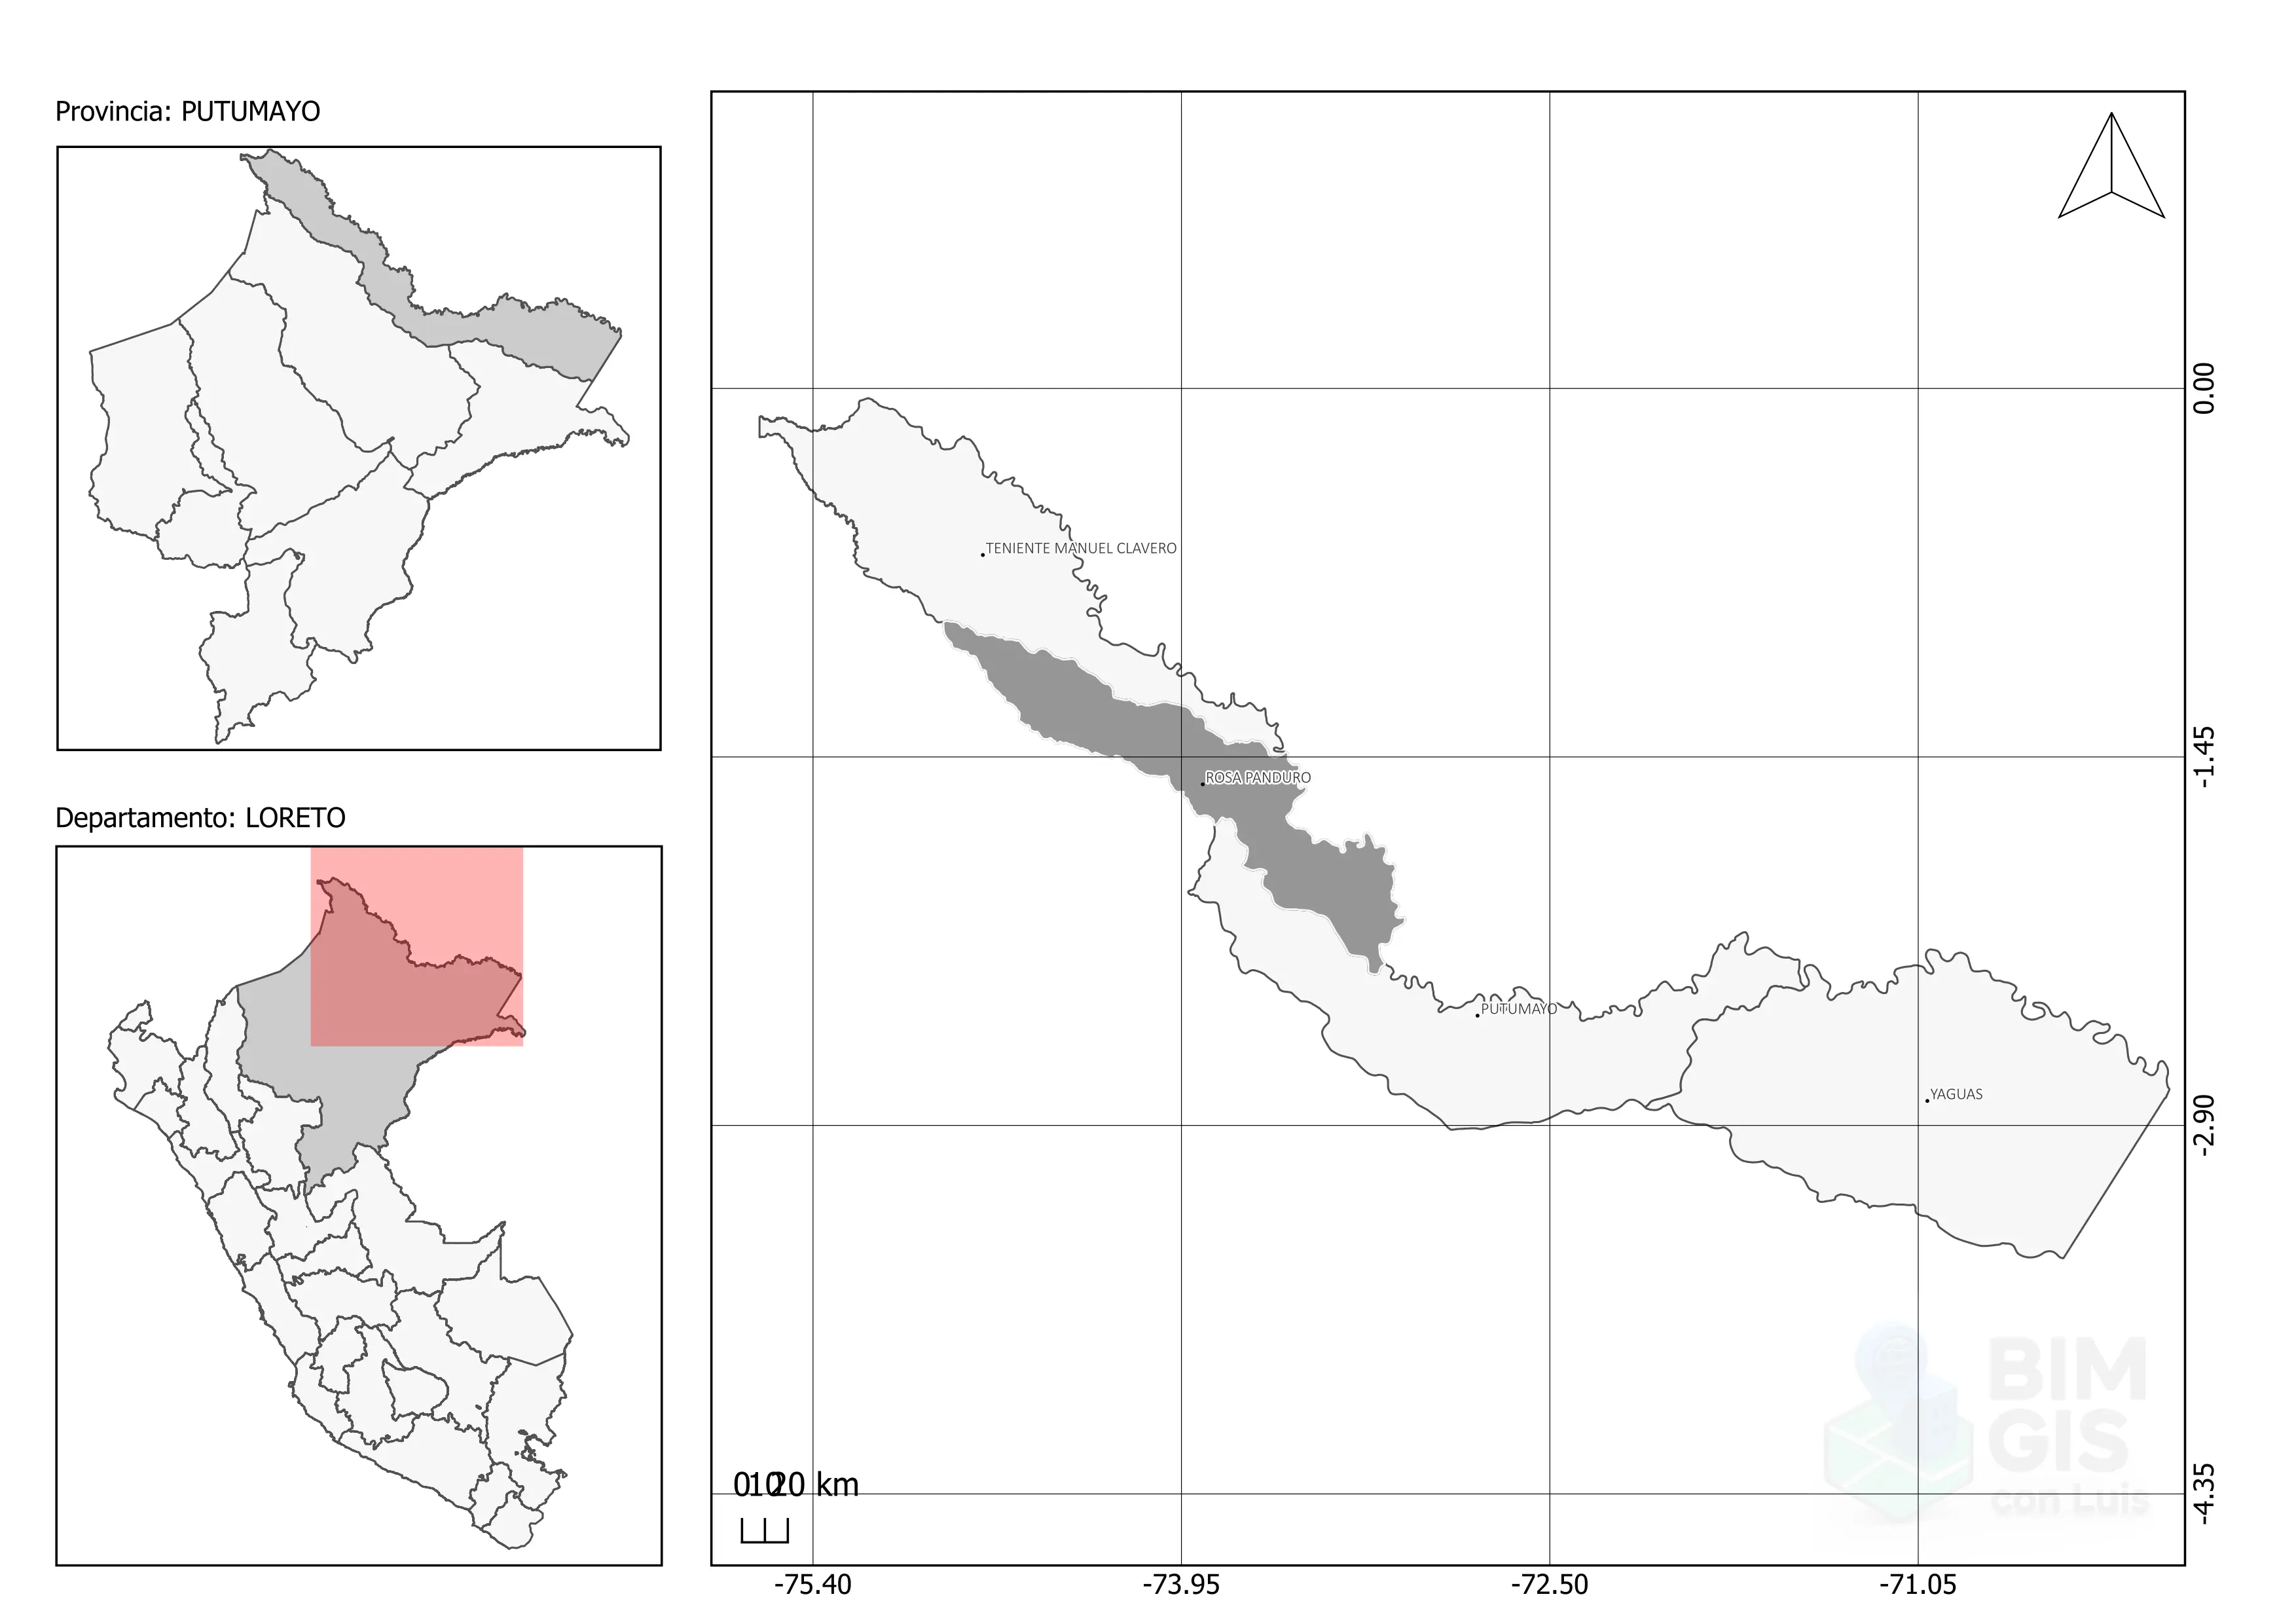 Provincia: PUTUMAYO
Departamento: LORETO
TENIENTE MANUEL CLAVERO
ROSA PANDURO
PUTUMAYO
YAGUAS
0.00
-1.45
-2.90
-4.35
01020 km
-75.40
-73.95
-72.50
-71.05
BIM
GIS
con Luis